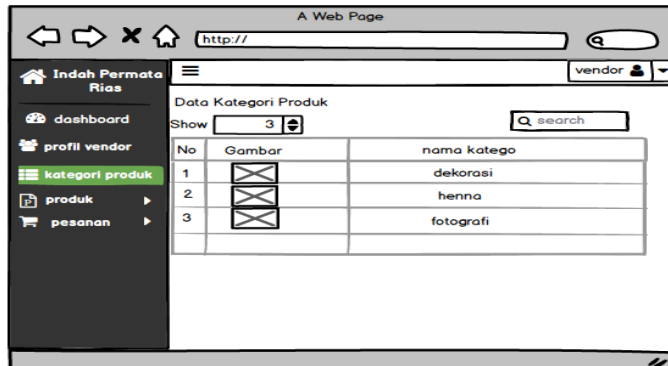 A Web Page
http://
Indah Permata
Rias
vendor
dashboard
profil vendor
kategori produk
produk
pesanan
Data Kategori Produk
Show 3
search
No Gambar nama katego
1 dekorasi
2 henna
3 fotografi